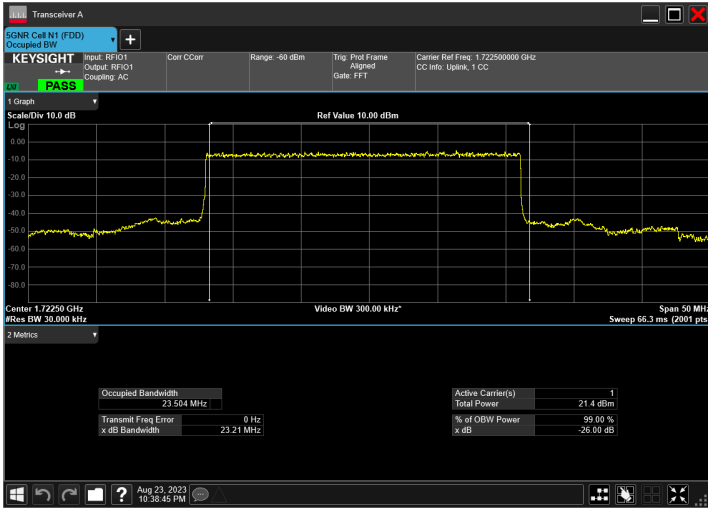 Transceiver A
5GNR Cell N1 (FDD)
Occupied BW
KEYSIGHT
Input: RFIO1
Output: RFIO1
Coupling: AC
Corr CCorr
Range: -60 dBm
Trig: Prot Frame
Aligned
Gate: FFT
Carrier Ref Freq: 1.722500000 GHz
CC Info: Uplink, 1 CC
LXI
PASS
1 Graph
Scale/Div 10.0 dB
Ref Value 10.00 dBm
Log
0.00
-10.0
-20.0
-30.0
-40.0
-50.0
-60.0
-70.0
-80.0
Center 1.72250 GHz
Video BW 300.00 kHz*
Span 50 MHz
#Res BW 30.000 kHz
Sweep 66.3 ms (2001 pts
2 Metrics
Occupied Bandwidth
23.504 MHz
Transmit Freq Error 0 Hz
x dB Bandwidth 23.21 MHz
Active Carrier(s) 1
Total Power 21.4 dBm
% of OBW Power 99.00 %
x dB -26.00 dB
Aug 23, 2023
10:38:45 PM